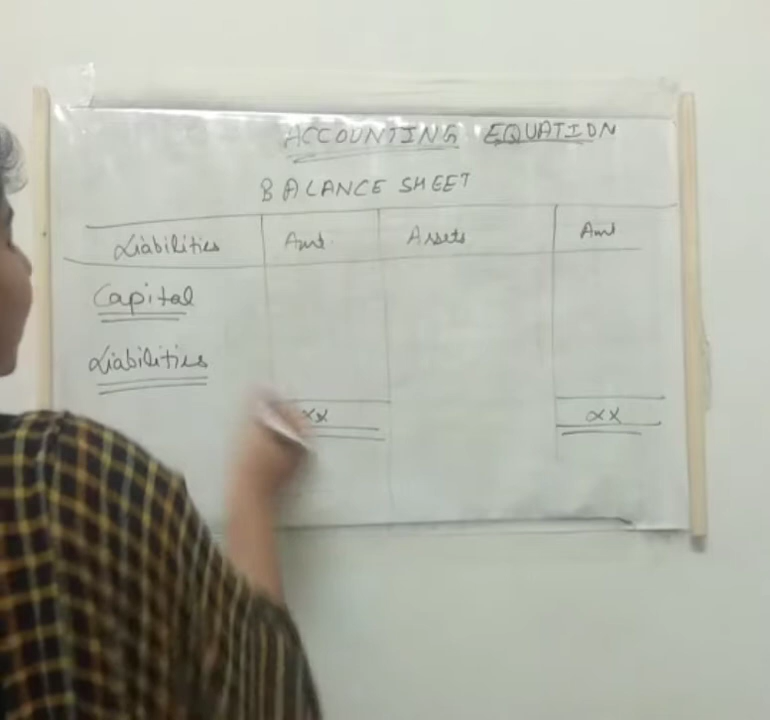 ACCOUNTING EQUATION
BALANCE SHEET
Liabilities Amt. Assets Amt
Capital
Liabilities
xx xx